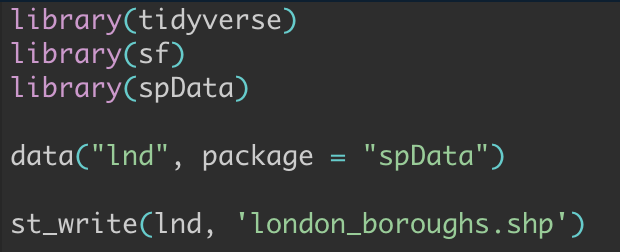 library(tidyverse)
library(sf)
library(spData)
data("lnd", package = "spData")
st_write(lnd, 'london_boroughs.shp')